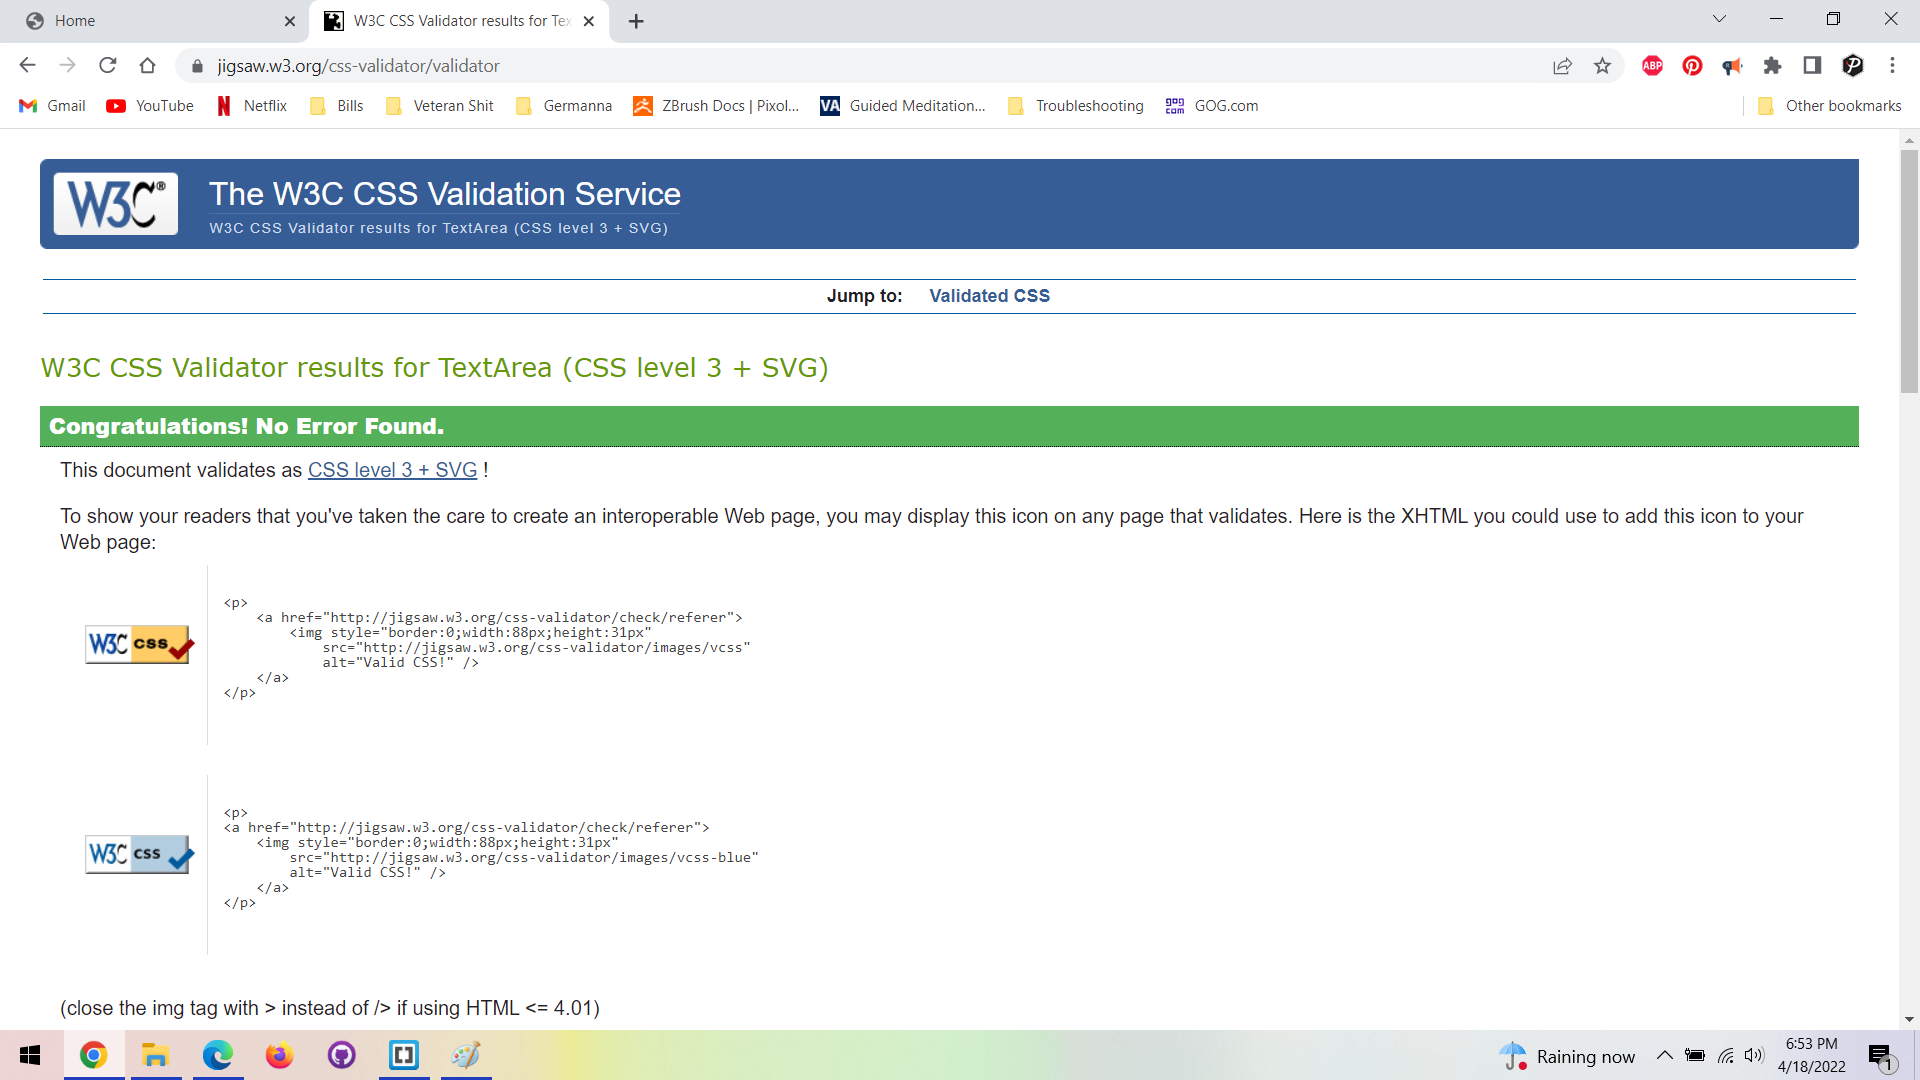 Home
W3C CSS Validator results for Tex
jigsaw.w3.org/css-validator/validator
ABP
Gmail
YouTube
Netflix
Bills
Veteran Shit
Germanna
ZBrush Docs | Pixol...
VA Guided Meditation...
Troubleshooting
gog com GOG.com
Other bookmarks
W3C®
The W3C CSS Validation Service
W3C CSS Validator results for TextArea (CSS level 3 + SVG)
Jump to: Validated CSS
W3C CSS Validator results for TextArea (CSS level 3 + SVG)
Congratulations! No Error Found.
This document validates as CSS level 3 + SVG !
To show your readers that you've taken the care to create an interoperable Web page, you may display this icon on any page that validates. Here is the XHTML you could use to add this icon to your
Web page:
W3C css
<p>
<a href="http://jigsaw.w3.org/css-validator/check/referer">
<img style="border:0;width:88px;height:31px"
src="http://jigsaw.w3.org/css-validator/images/vcss"
alt="Valid CSS!" />
</a>
</p>
W3C css
<p>
<a href="http://jigsaw.w3.org/css-validator/check/referer">
<img style="border:0;width:88px;height:31px"
src="http://jigsaw.w3.org/css-validator/images/vcss-blue"
alt="Valid CSS!" />
</a>
</p>
(close the img tag with > instead of /> if using HTML <= 4.01)
Raining now
6:53 PM
4/18/2022
1